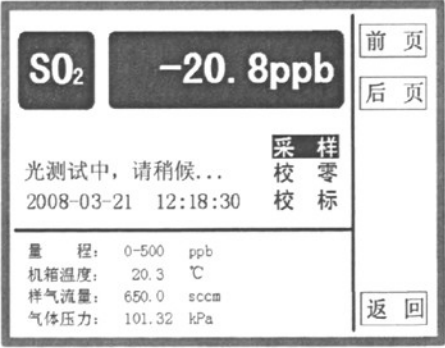 SO₂ -20.8ppb
前页
后页
采样
光测试中，请稍候... 校零
2008-03-21 12:18:30 校标
量程: 0-500 ppb
机箱温度: 20.3 ℃
样气流量: 650.0 sccm
气体压力: 101.32 kPa
返回